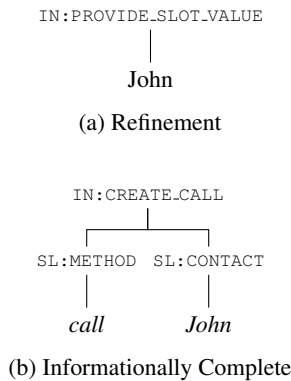 IN:PROVIDE_SLOT_VALUE
John
(a) Refinement
IN:CREATE_CALL
SL:METHOD SL:CONTACT
call John
(b) Informationally Complete